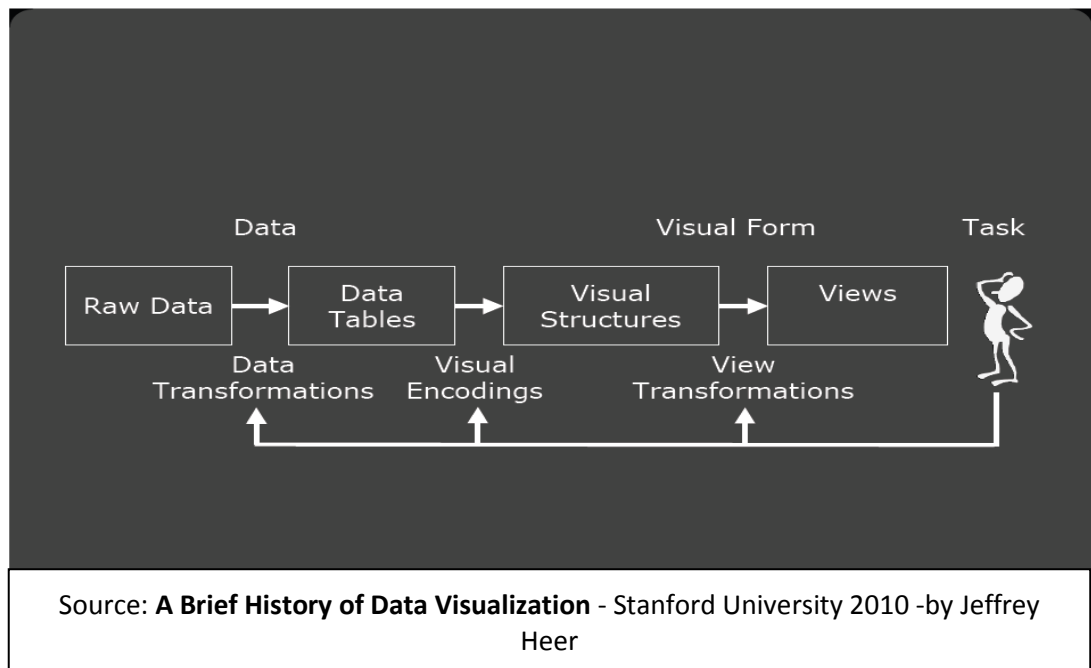 Data
Visual Form
Task
Raw Data
Data
Tables
Visual
Structures
Views
Data
Transformations
Visual
Encodings
View
Transformations
Source: A Brief History of Data Visualization - Stanford University 2010 -by Jeffrey
Heer